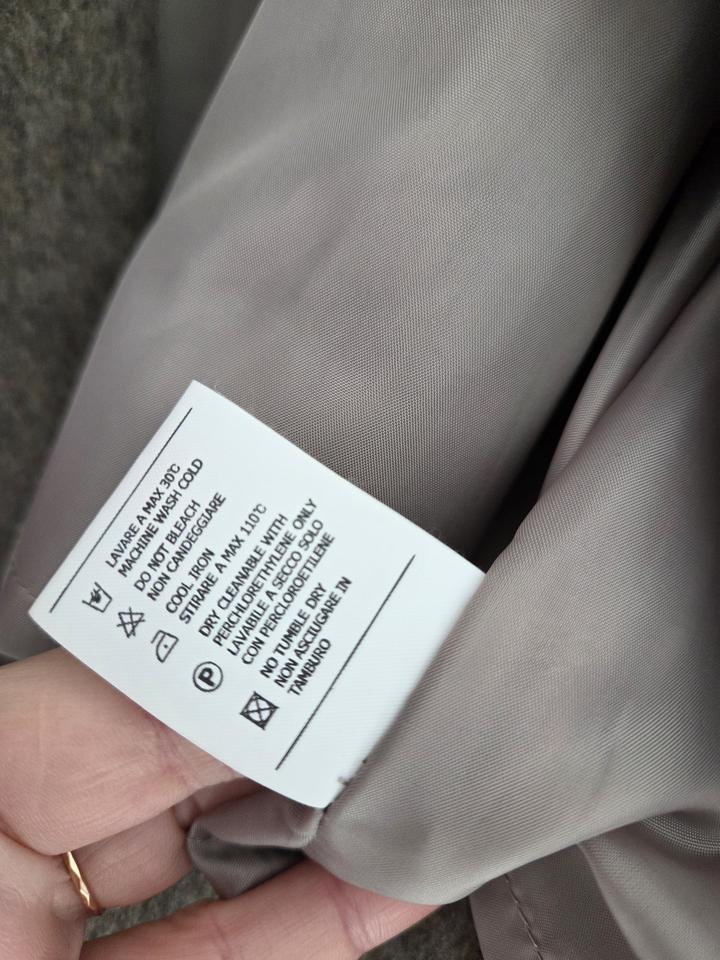 LAVARE A MAX 30°C
MACHINE WASH COLD
DO NOT BLEACH
NON CANDEGGIARE
COOL IRON
STIRARE A MAX 110°C
DRY CLEANABLE WITH
PERCHLORETHYLENE ONLY
LAVABILE A SECCO SOLO
CON PERCLOROETILENE
P
NO TUMBLE DRY
NON ASCIUGARE IN
TAMBURO